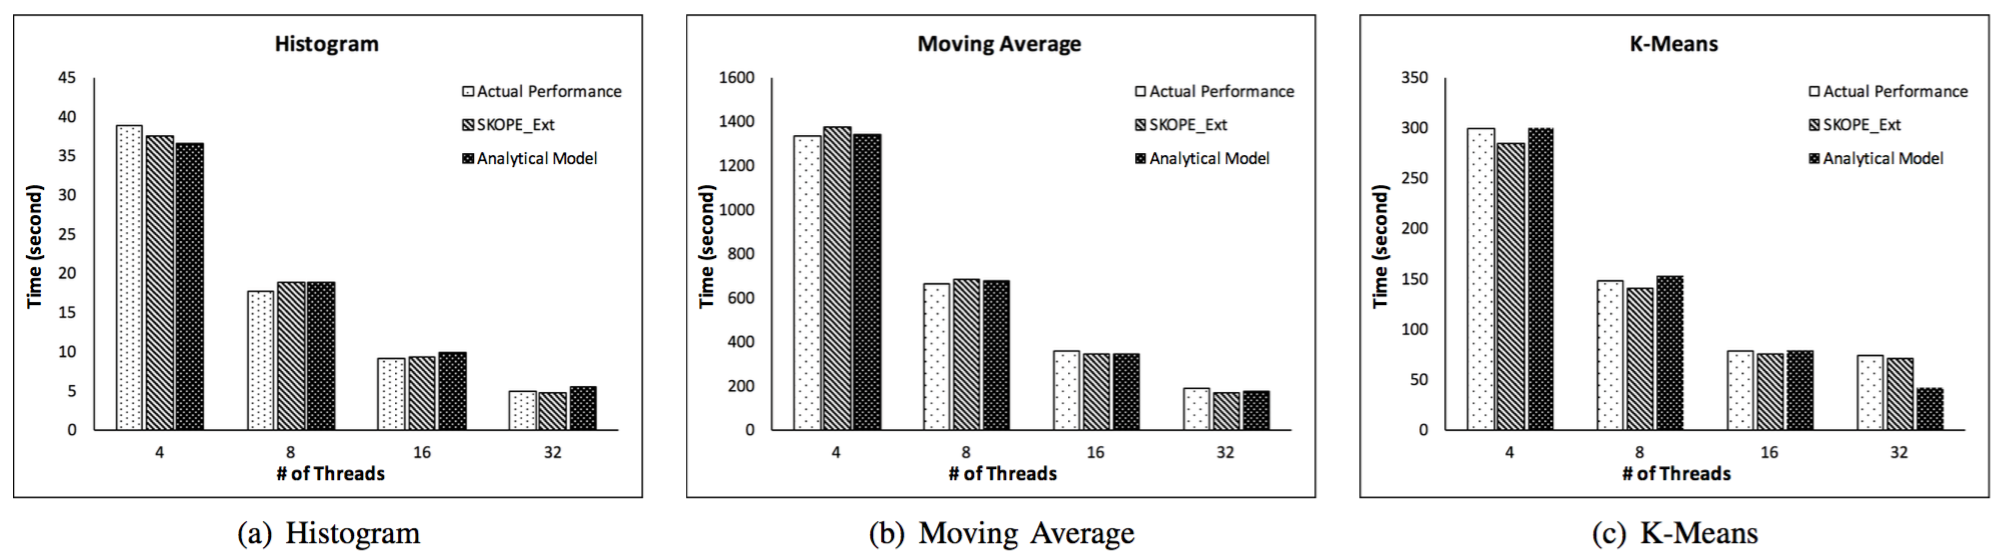 Histogram
45
40
35
30
25
20
15
10
5
0
Time (second)
Actual Performance
SKOPE_Ext
Analytical Model
4 8 16 32
# of Threads
(a) Histogram
Moving Average
1600
1400
1200
1000
800
600
400
200
0
Time (second)
Actual Performance
SKOPE_Ext
Analytical Model
4 8 16 32
# of Threads
(b) Moving Average
K-Means
350
300
250
200
150
100
50
0
Time (second)
Actual Performance
SKOPE_Ext
Analytical Model
4 8 16 32
# of Threads
(c) K-Means